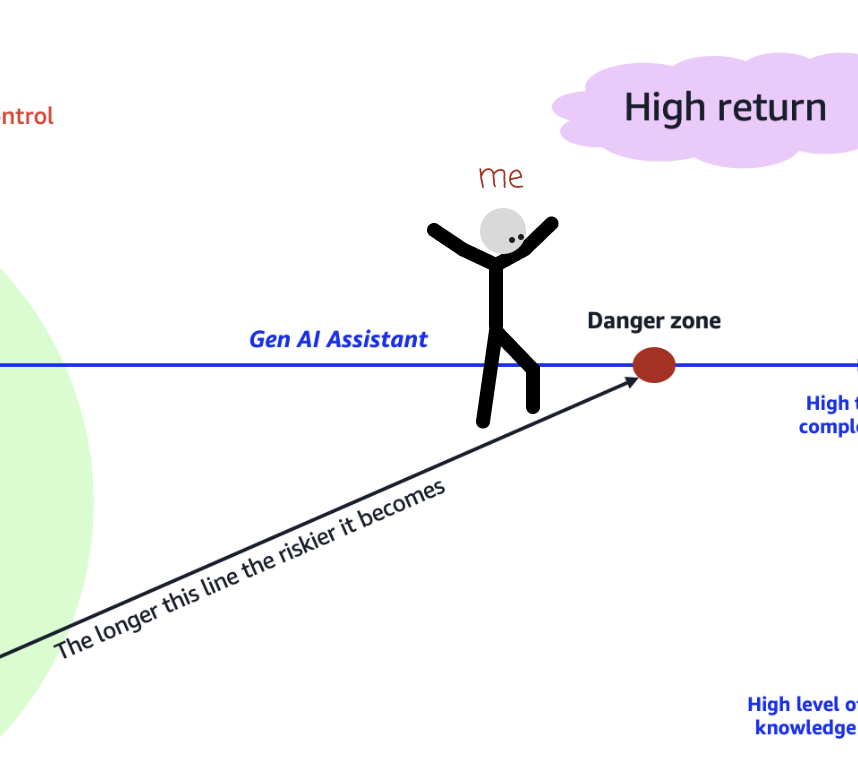 High return
ntrol
me
Danger zone
Gen AI Assistant
High
compl
The longer this line the riskier it becomes
High level
knowledge